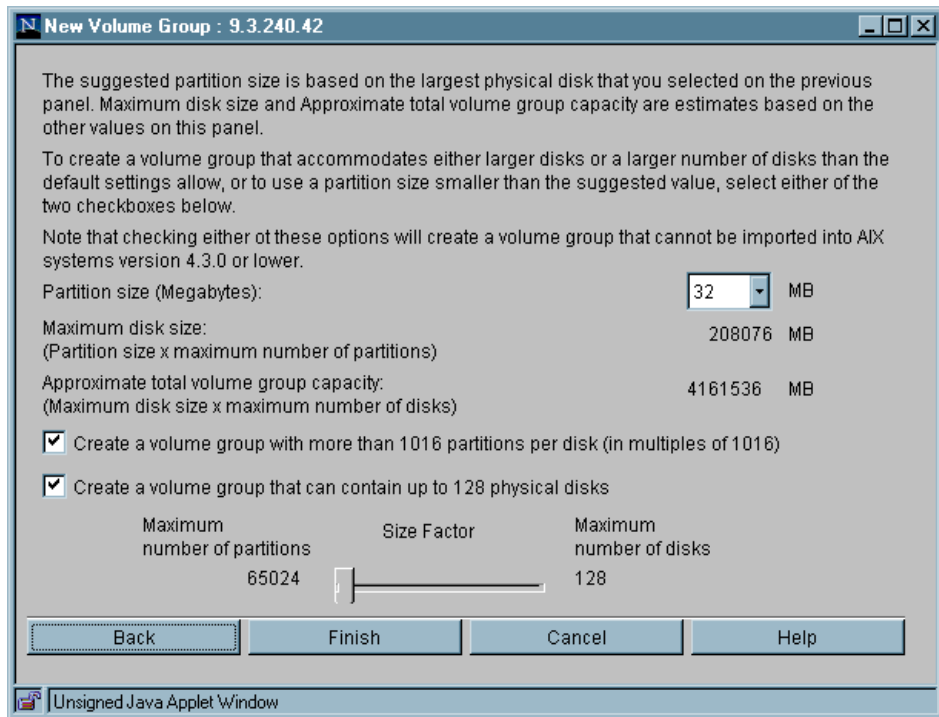 N New Volume Group : 9.3.240.42
The suggested partition size is based on the largest physical disk that you selected on the previous
panel. Maximum disk size and Approximate total volume group capacity are estimates based on the
other values on this panel.
To create a volume group that accommodates either larger disks or a larger number of disks than the
default settings allow, or to use a partition size smaller than the suggested value, select either of the
two checkboxes below.
Note that checking either ot these options will create a volume group that cannot be imported into AIX
systems version 4.3.0 or lower.
Partition size (Megabytes): 32 MB
Maximum disk size:
(Partition size x maximum number of partitions) 208076 MB
Approximate total volume group capacity:
(Maximum disk size x maximum number of disks) 4161536 MB
Create a volume group with more than 1016 partitions per disk (in multiples of 1016)
Create a volume group that can contain up to 128 physical disks
Maximum Size Factor Maximum
number of partitions number of disks
65024 128
Back Finish Cancel Help
Unsigned Java Applet Window